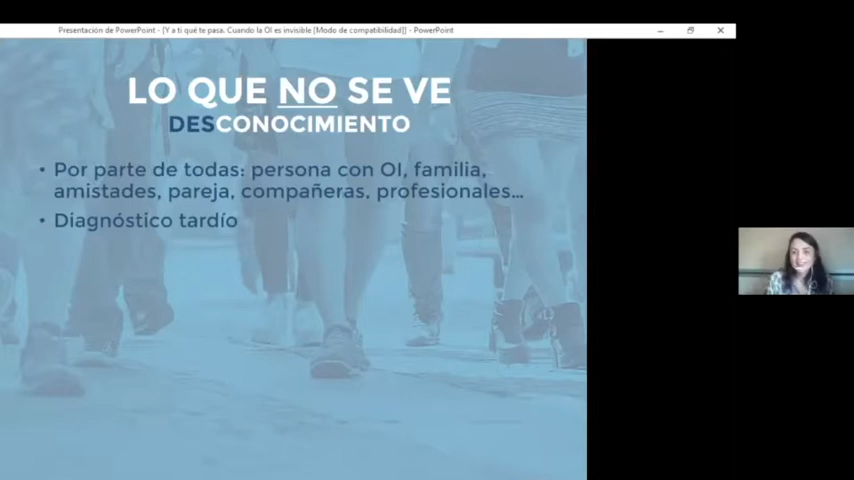 Presentación de PowerPoint - [Y a ti qué te pasa. Cuando la OI es invisible [Modo de compatibilidad]] - PowerPoint
LO QUE NO SE VE
DESCONOCIMIENTO
• Por parte de todas: persona con OI, familia,
amistades, pareja, compañeras, profesionales...
• Diagnóstico tardío